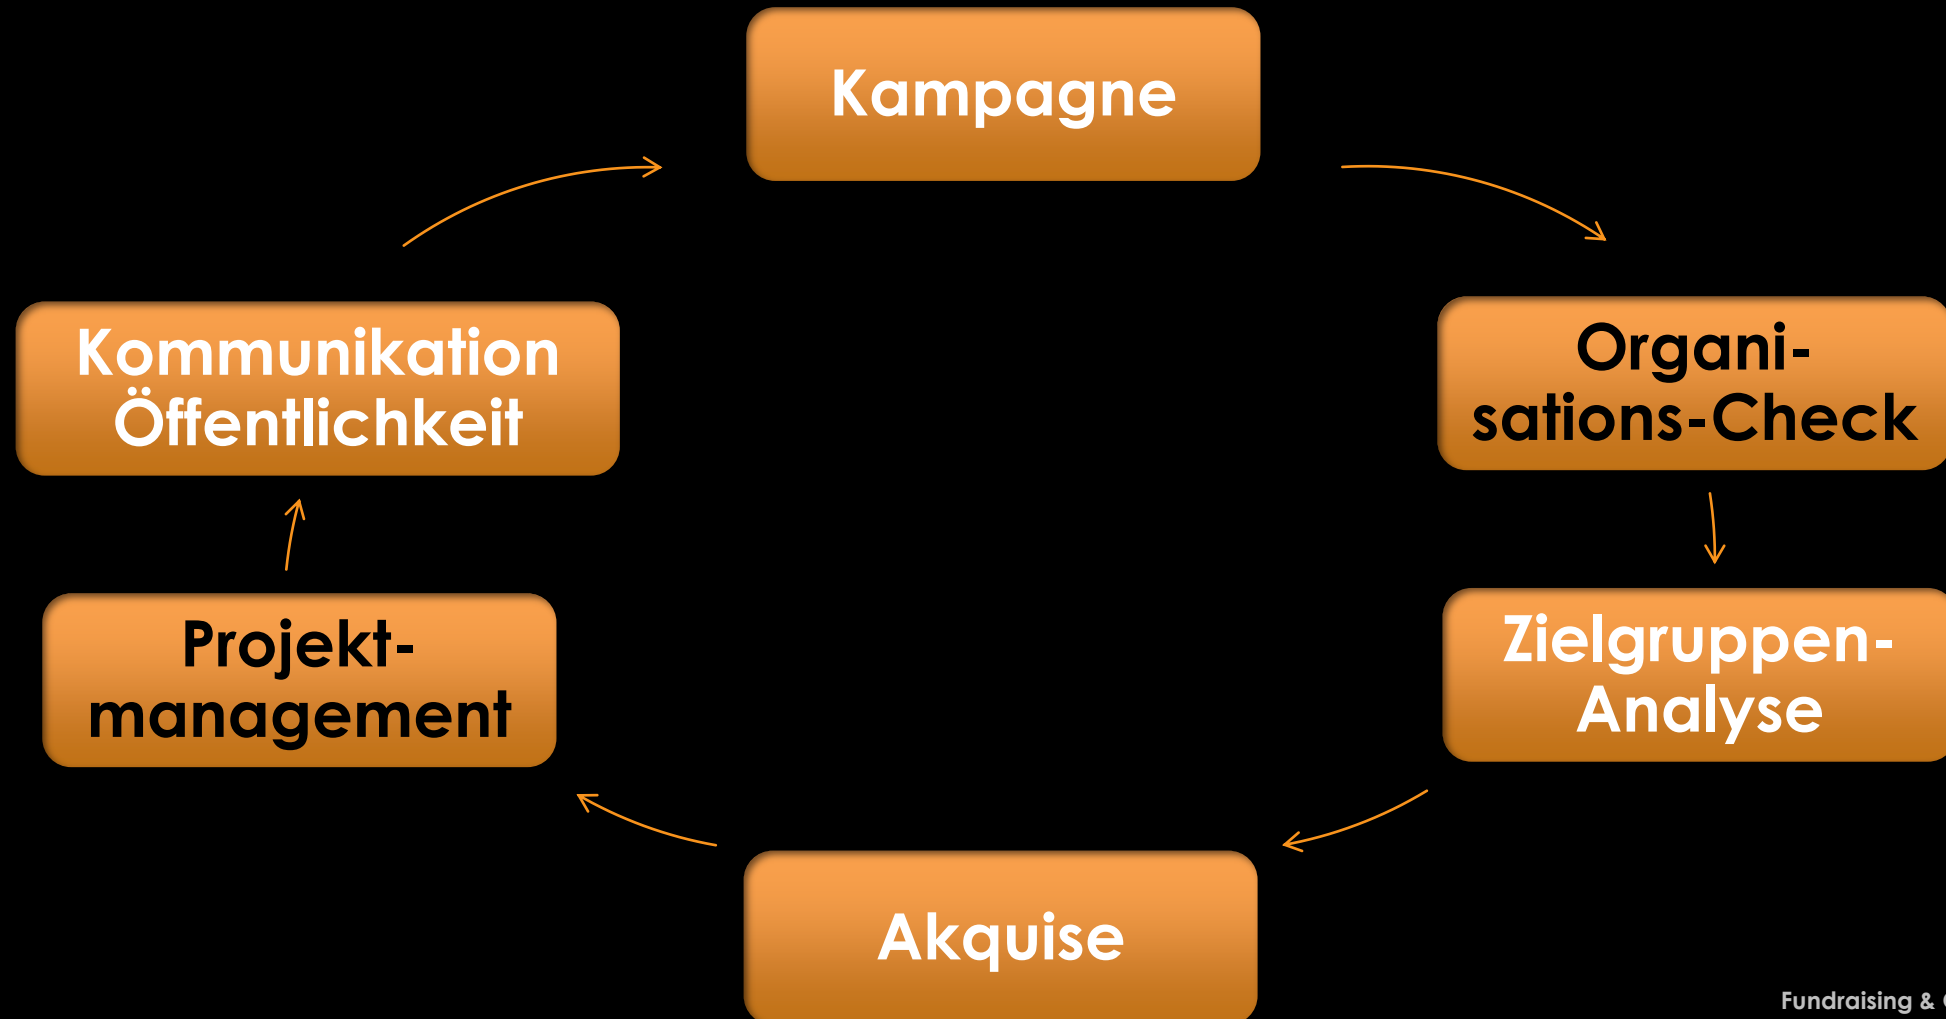 Kampagne
Organi-
sations-Check
Zielgruppen-
Analyse
Akquise
Projekt-
management
Kommunikation
Öffentlichkeit
Fundraising &